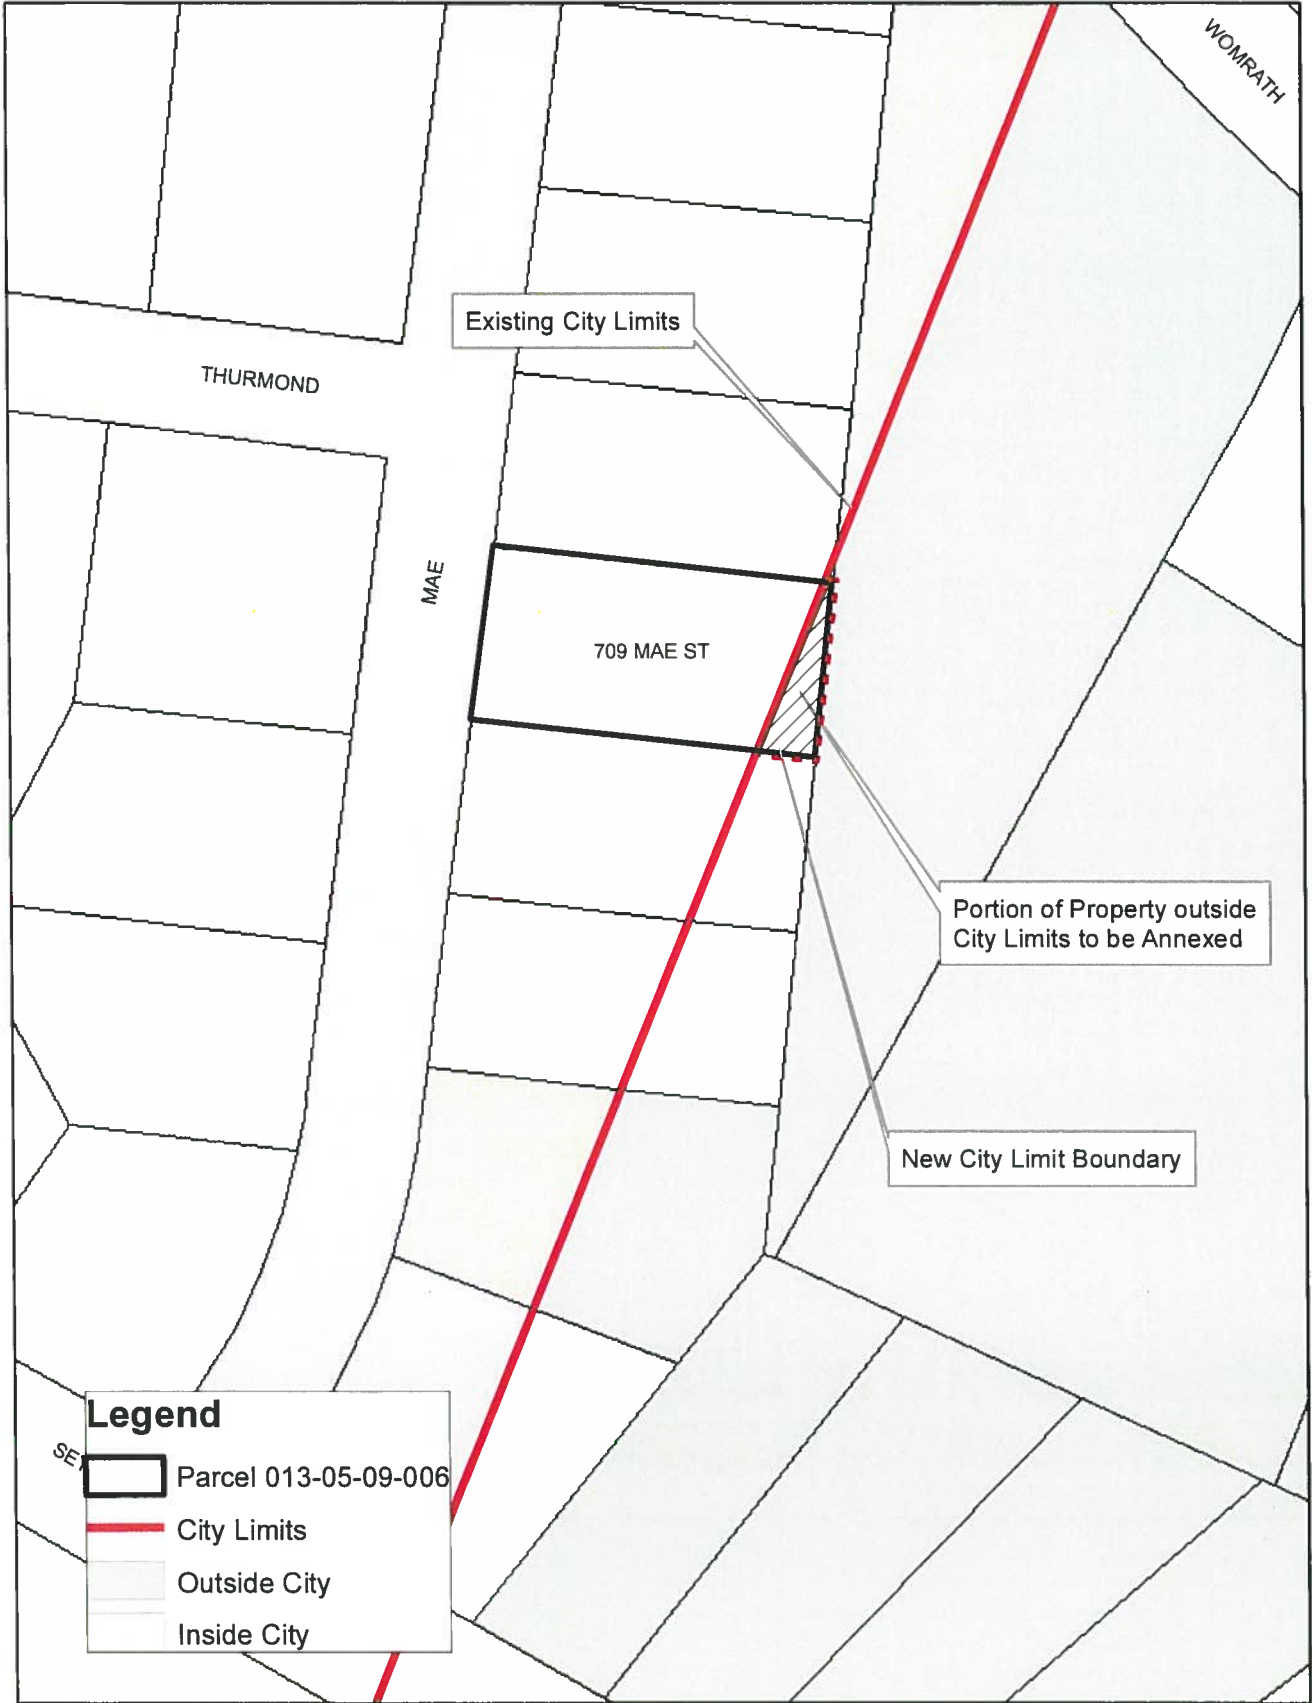 WOMRATH
Existing City Limits
THURMOND
MAE
709 MAE ST
Portion of Property outside
City Limits to be Annexed
New City Limit Boundary
Legend
Parcel 013-05-09-006
City Limits
Outside City
Inside City